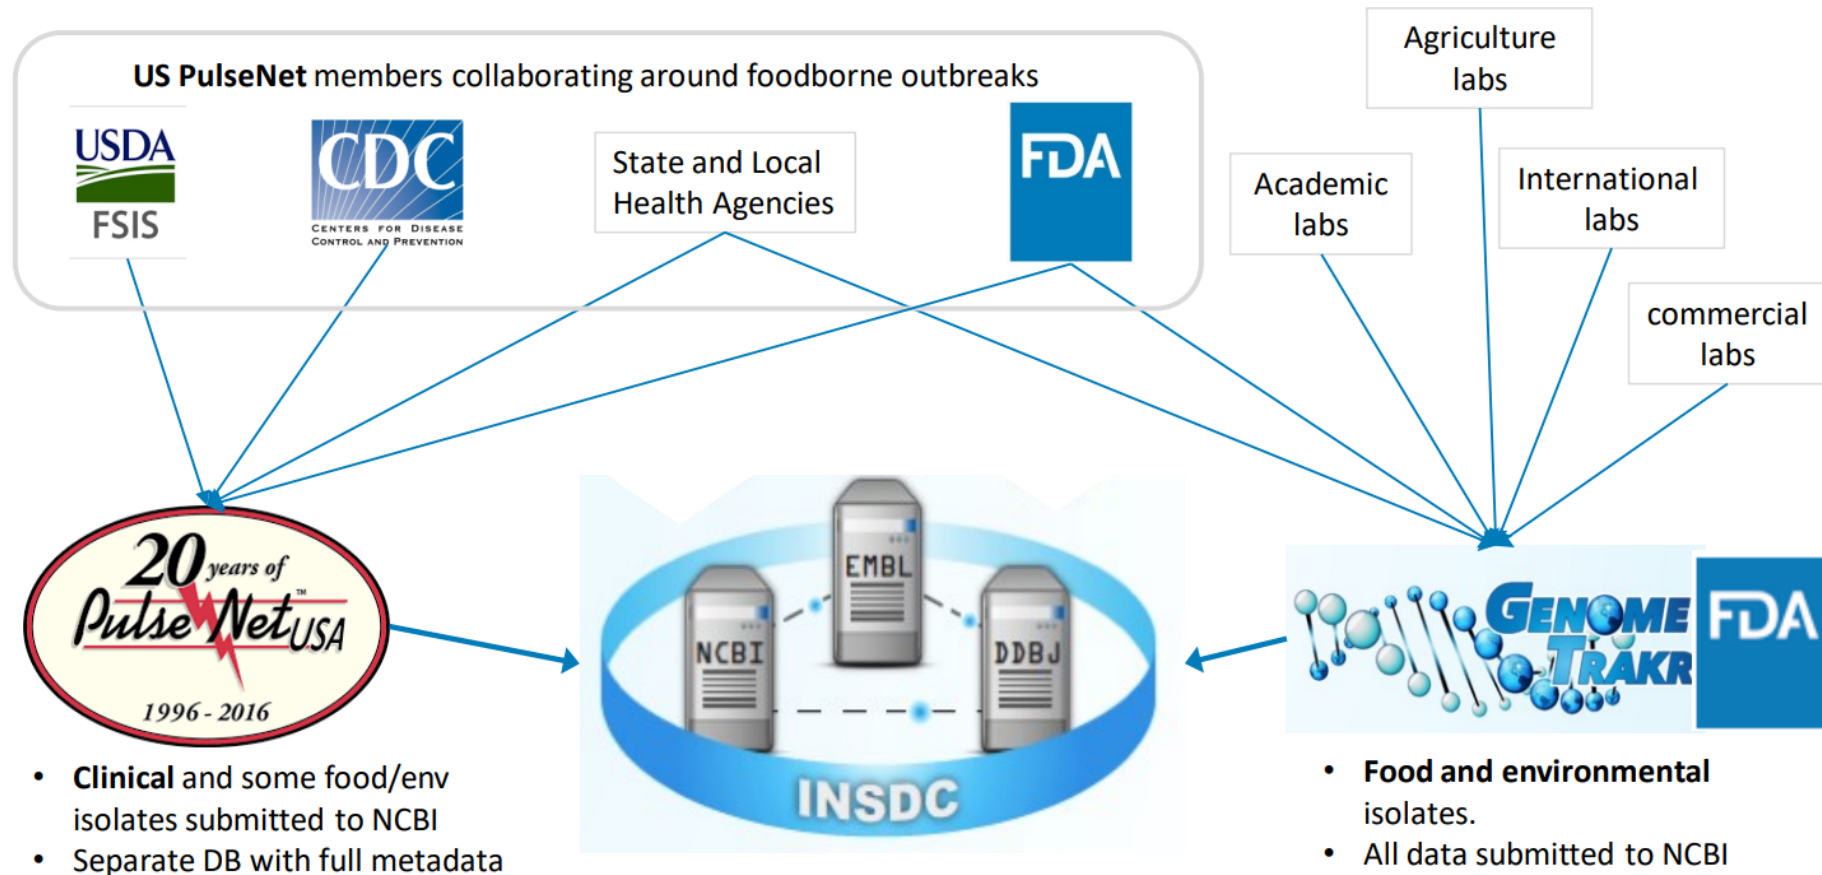 US PulseNet members collaborating around foodborne outbreaks
USDA
FSIS
CDC
CENTERS FOR DISEASE
CONTROL AND PREVENTION
State and Local
Health Agencies
FDA
Agriculture
labs
Academic
labs
International
labs
commercial
labs
20 years of
PulseNet™ USA
1996 - 2016
EMBL
NCBI
DDBJ
INSDC
GENOME
TRAKR
FDA
• Clinical and some food/env
isolates submitted to NCBI
• Separate DB with full metadata
• Food and environmental
isolates.
• All data submitted to NCBI